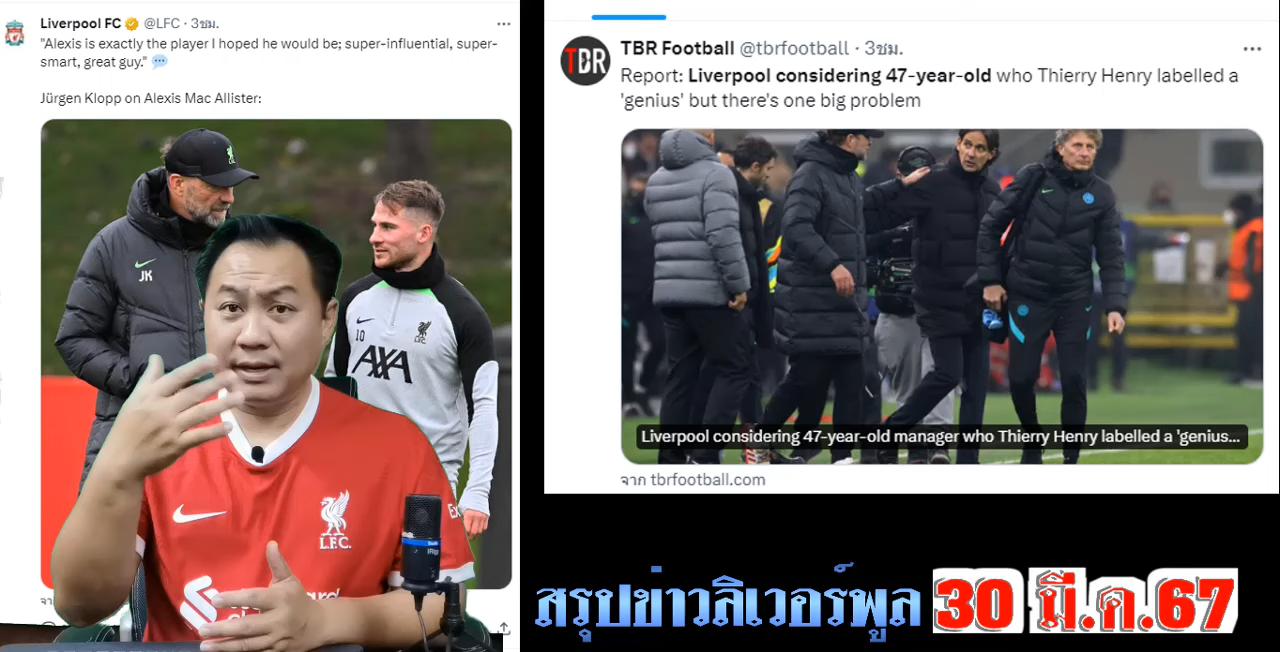 Liverpool FC @LFC · 3ชม.
"Alexis is exactly the player I hoped he would be; super-influential, super-
smart, great guy." 💬
Jürgen Klopp on Alexis Mac Allister:
JK
10
AXA
L.F.C.
L.F.C.
Ex
TBR
TBR Football @tbrfootball · 3ชม.
Report: Liverpool considering 47-year-old who Thierry Henry labelled a
'genius' but there's one big problem
Liverpool considering 47-year-old manager who Thierry Henry labelled a 'genius...
จาก tbrfootball.com
สรุปข่าวลิเวอร์พูล 30 มี.ค.67